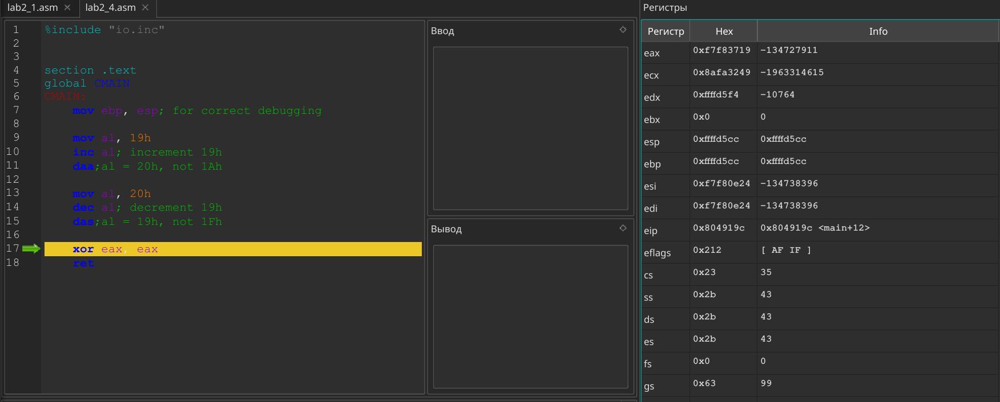 lab2_1.asm × lab2_4.asm ×
1 %include "io.inc"
2
3
4 section .text
5 global CMAIN
6 CMAIN:
7 mov ebp, esp; for correct debugging
8
9 mov al, 19h
10 inc al; increment 19h
11 daa;al = 20h, not 1Ah
12
13 mov al, 20h
14 dec al; decrement 19h
15 das;al = 19h, not 1Fh
16
17 xor eax, eax
18 ret
Ввод
Вывод
Регистры
Регистр Hex Info
eax 0xf7f83719 -134727911
ecx 0x8afa3249 -1963314615
edx 0xffffd5f4 -10764
ebx 0x0 0
esp 0xffffd5cc 0xffffd5cc
ebp 0xffffd5cc 0xffffd5cc
esi 0xf7f80e24 -134738396
edi 0xf7f80e24 -134738396
eip 0x804919c 0x804919c <main+12>
eflags 0x212 [ AF IF ]
cs 0x23 35
ss 0x2b 43
ds 0x2b 43
es 0x2b 43
fs 0x0 0
gs 0x63 99